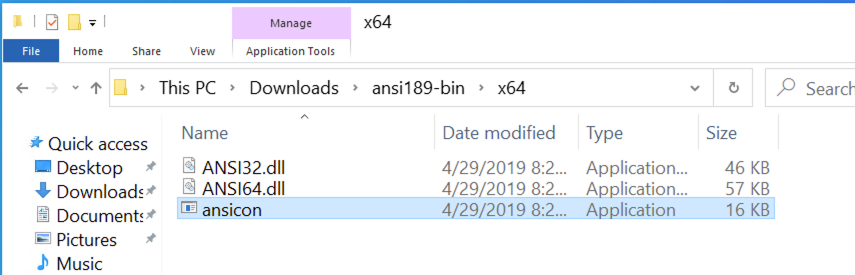 Manage
x64
File
Home
Share
View
Application Tools
This PC
Downloads
ansi189-bin
x64
Search
Quick access
Desktop
Downloads
Documents
Pictures
Music
Name
Date modified
Type
Size
ANSI32.dll
4/29/2019 8:2...
Application...
46 KB
ANSI64.dll
4/29/2019 8:2...
Application...
57 KB
ansicon
4/29/2019 8:2...
Application
16 KB